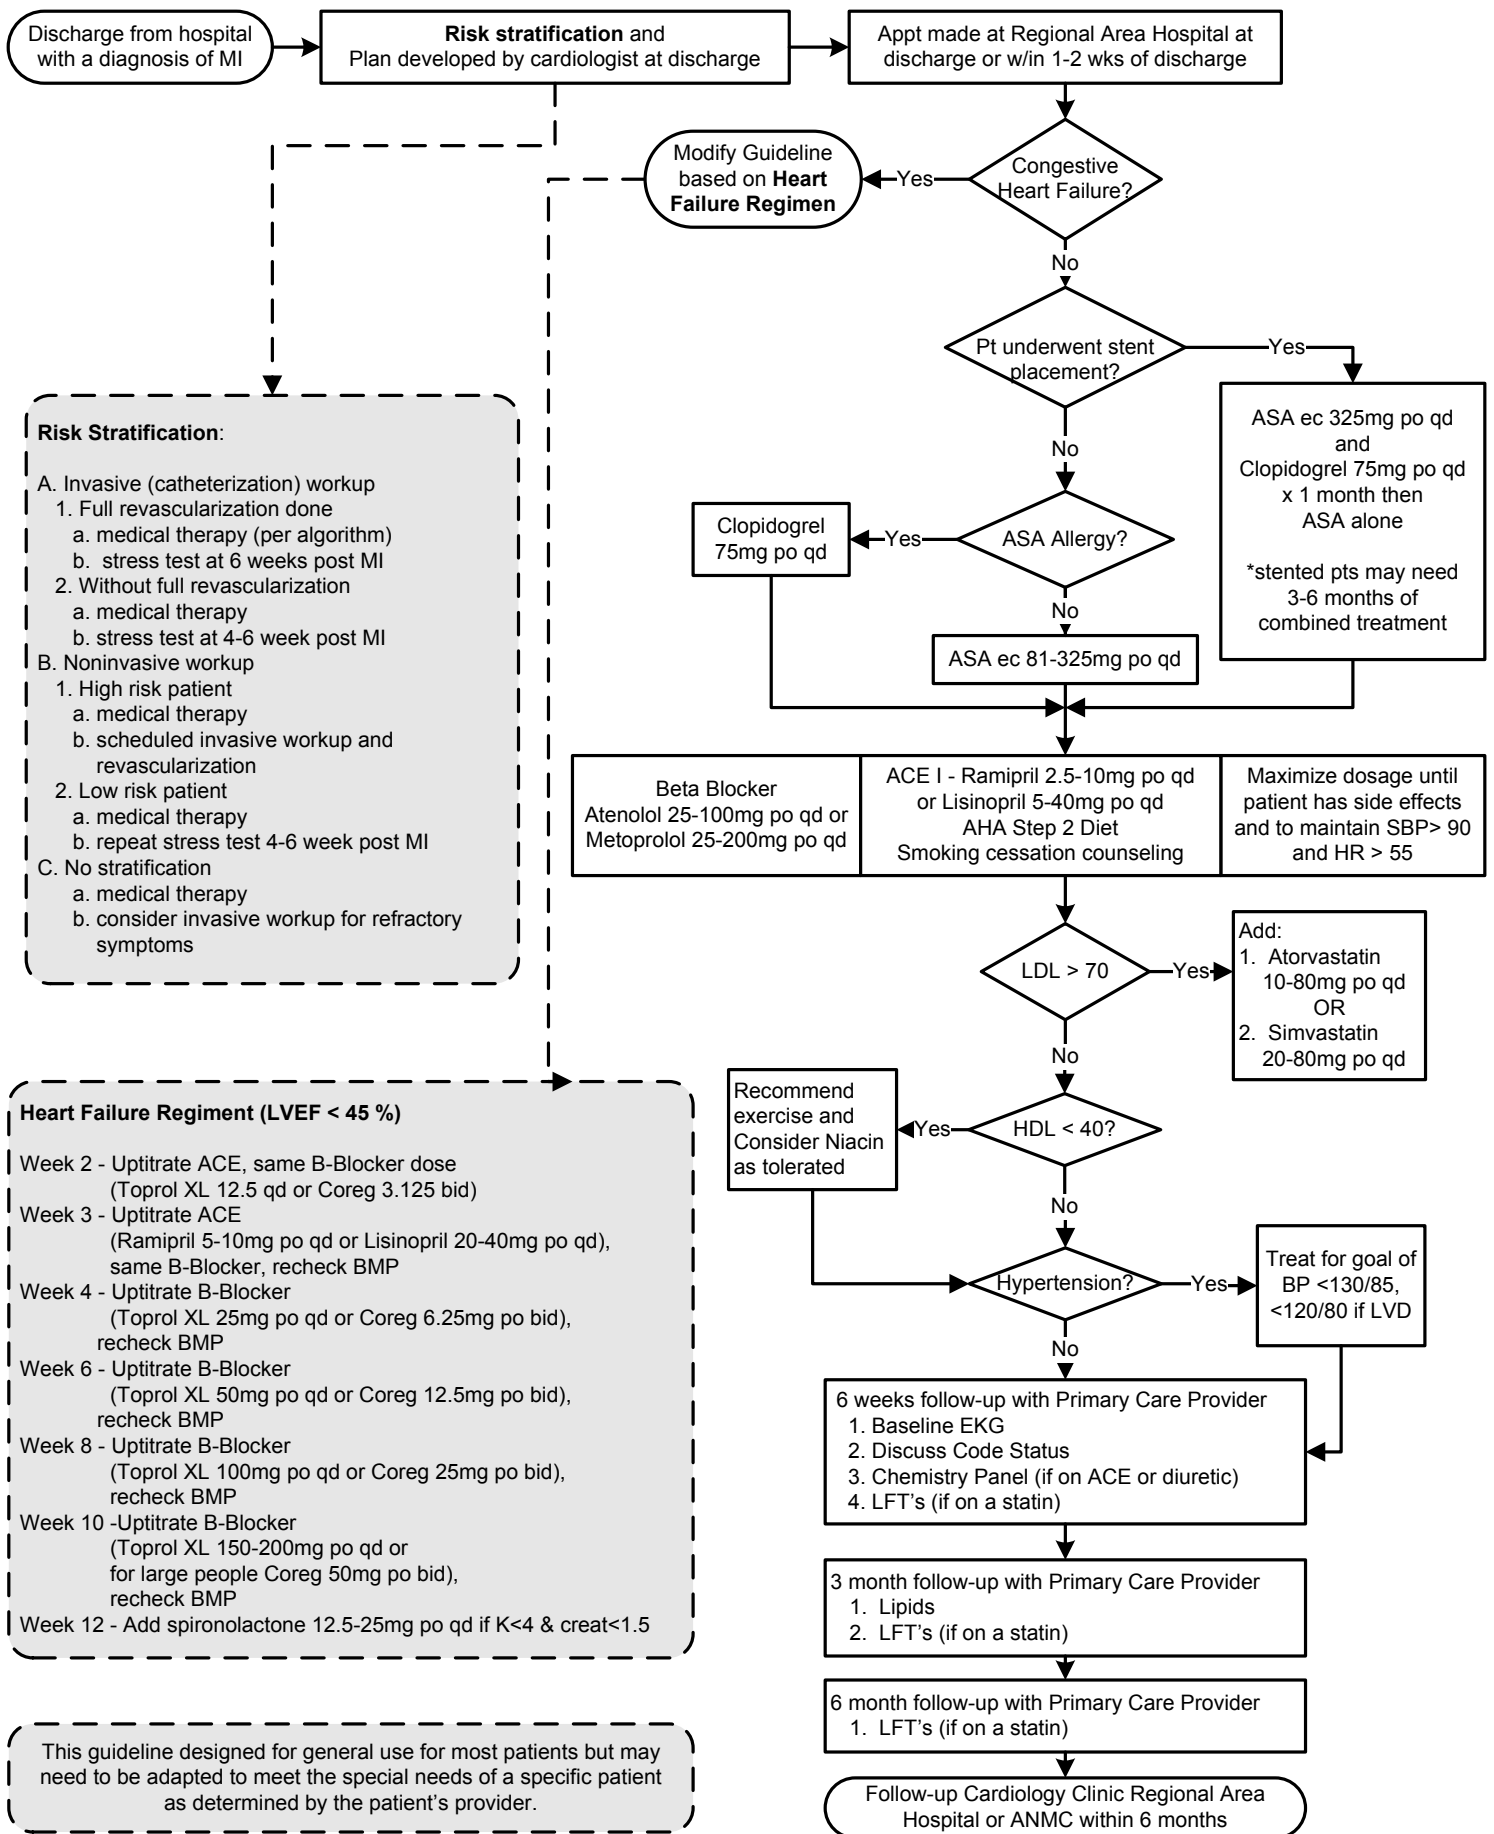 Discharge from hospital
with a diagnosis of MI
Risk stratification and
Plan developed by cardiologist at discharge
Appt made at Regional Area Hospital at
discharge or w/in 1-2 wks of discharge
Congestive
Heart Failure?
Yes
Modify Guideline
based on Heart
Failure Regimen
No
Pt underwent stent
placement?
Yes
ASA ec 325mg po qd
and
Clopidogrel 75mg po qd
x 1 month then
ASA alone
*stented pts may need
3-6 months of
combined treatment
No
ASA Allergy?
Yes
Clopidogrel
75mg po qd
No
ASA ec 81-325mg po qd
Beta Blocker
Atenolol 25-100mg po qd or
Metoprolol 25-200mg po qd
ACE I - Ramipril 2.5-10mg po qd
or Lisinopril 5-40mg po qd
AHA Step 2 Diet
Smoking cessation counseling
Maximize dosage until
patient has side effects
and to maintain SBP> 90
and HR > 55
LDL > 70
Yes
Add:
1. Atorvastatin
10-80mg po qd
OR
2. Simvastatin
20-80mg po qd
No
HDL < 40?
Yes
Recommend
exercise and
Consider Niacin
as tolerated
No
Hypertension?
Yes
Treat for goal of
BP <130/85,
<120/80 if LVD
No
6 weeks follow-up with Primary Care Provider
1. Baseline EKG
2. Discuss Code Status
3. Chemistry Panel (if on ACE or diuretic)
4. LFT's (if on a statin)
3 month follow-up with Primary Care Provider
1. Lipids
2. LFT's (if on a statin)
6 month follow-up with Primary Care Provider
1. LFT's (if on a statin)
Follow-up Cardiology Clinic Regional Area
Hospital or ANMC within 6 months
Risk Stratification:
A. Invasive (catheterization) workup
1. Full revascularization done
a. medical therapy (per algorithm)
b. stress test at 6 weeks post MI
2. Without full revascularization
a. medical therapy
b. stress test at 4-6 week post MI
B. Noninvasive workup
1. High risk patient
a. medical therapy
b. scheduled invasive workup and
revascularization
2. Low risk patient
a. medical therapy
b. repeat stress test 4-6 week post MI
C. No stratification
a. medical therapy
b. consider invasive workup for refractory
symptoms
Heart Failure Regiment (LVEF < 45 %)
Week 2 - Uptitrate ACE, same B-Blocker dose
(Toprol XL 12.5 qd or Coreg 3.125 bid)
Week 3 - Uptitrate ACE
(Ramipril 5-10mg po qd or Lisinopril 20-40mg po qd),
same B-Blocker, recheck BMP
Week 4 - Uptitrate B-Blocker
(Toprol XL 25mg po qd or Coreg 6.25mg po bid),
recheck BMP
Week 6 - Uptitrate B-Blocker
(Toprol XL 50mg po qd or Coreg 12.5mg po bid),
recheck BMP
Week 8 - Uptitrate B-Blocker
(Toprol XL 100mg po qd or Coreg 25mg po bid),
recheck BMP
Week 10 -Uptitrate B-Blocker
(Toprol XL 150-200mg po qd or
for large people Coreg 50mg po bid),
recheck BMP
Week 12 - Add spironolactone 12.5-25mg po qd if K<4 & creat<1.5
This guideline designed for general use for most patients but may
need to be adapted to meet the special needs of a specific patient
as determined by the patient's provider.